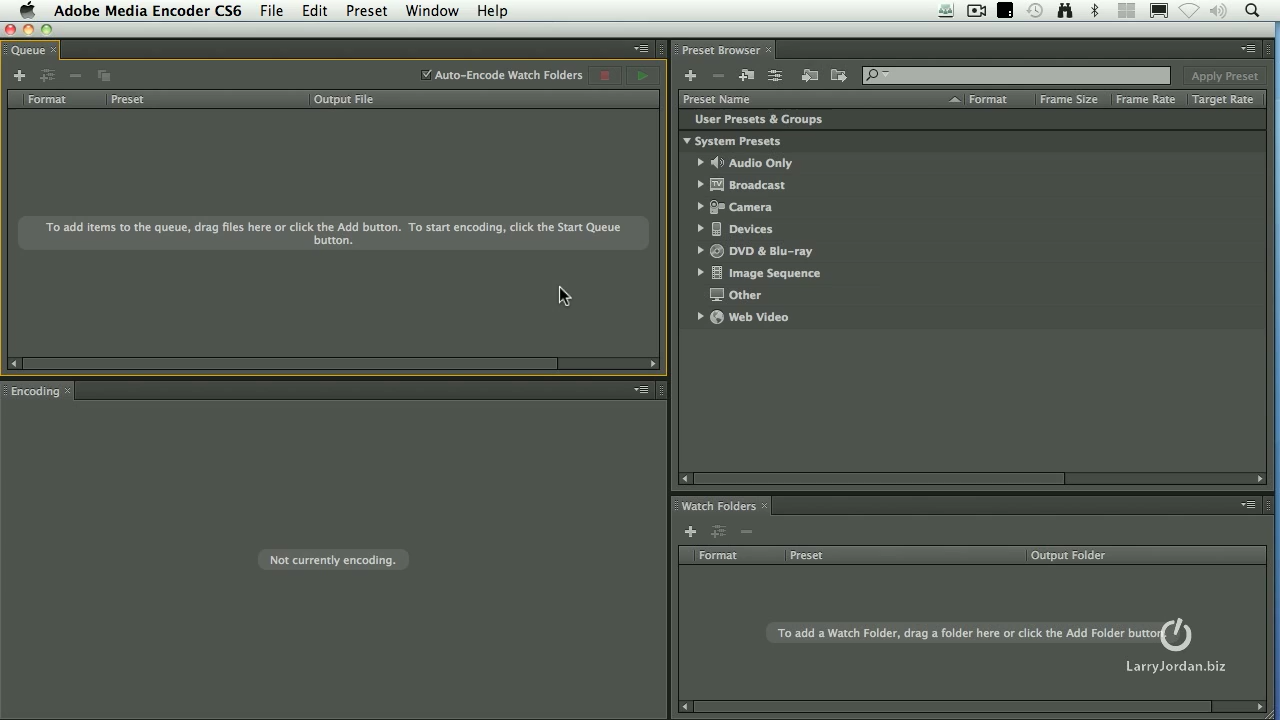 Adobe Media Encoder CS6 File Edit Preset Window Help
Queue
Auto-Encode Watch Folders
Format Preset Output File
To add items to the queue, drag files here or click the Add button. To start encoding, click the Start Queue
button.
Encoding
Not currently encoding.
Preset Browser
Apply Preset
Preset Name Format Frame Size Frame Rate Target Rate
User Presets & Groups
System Presets
Audio Only
TV Broadcast
Camera
Devices
DVD & Blu-ray
Image Sequence
Other
Web Video
Watch Folders
Format Preset Output Folder
To add a Watch Folder, drag a folder here or click the Add Folder button.
LarryJordan.biz